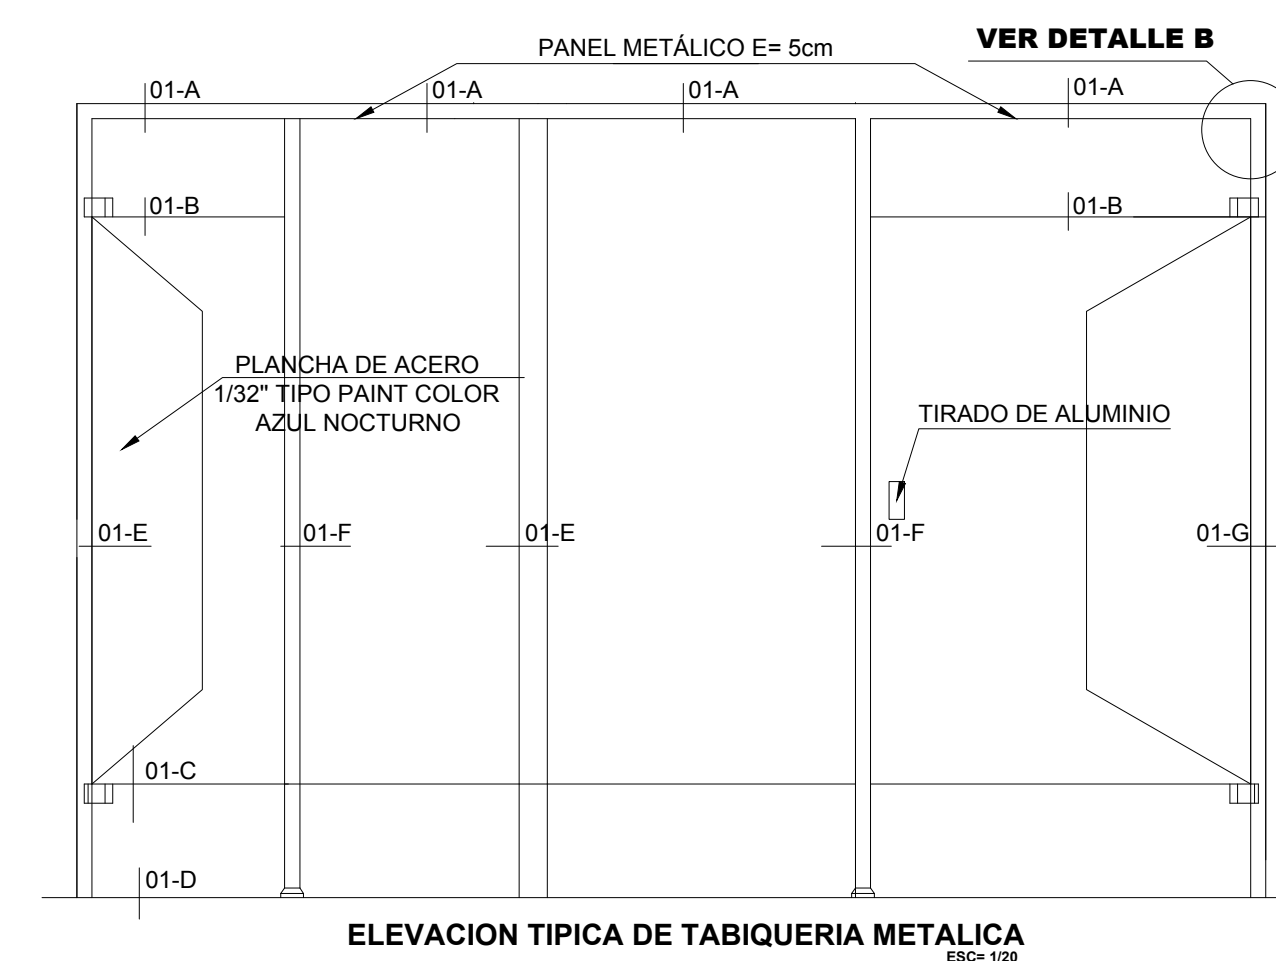 VER DETALLE B
PANEL METÁLICO E= 5cm
01-A
01-A
01-A
01-A
01-B
01-B
PLANCHA DE ACERO
1/32" TIPO PAINT COLOR
AZUL NOCTURNO
TIRADO DE ALUMINIO
01-E
01-F
01-E
01-F
01-G
01-C
01-D
ELEVACION TIPICA DE TABIQUERIA METALICA
ESC= 1/20